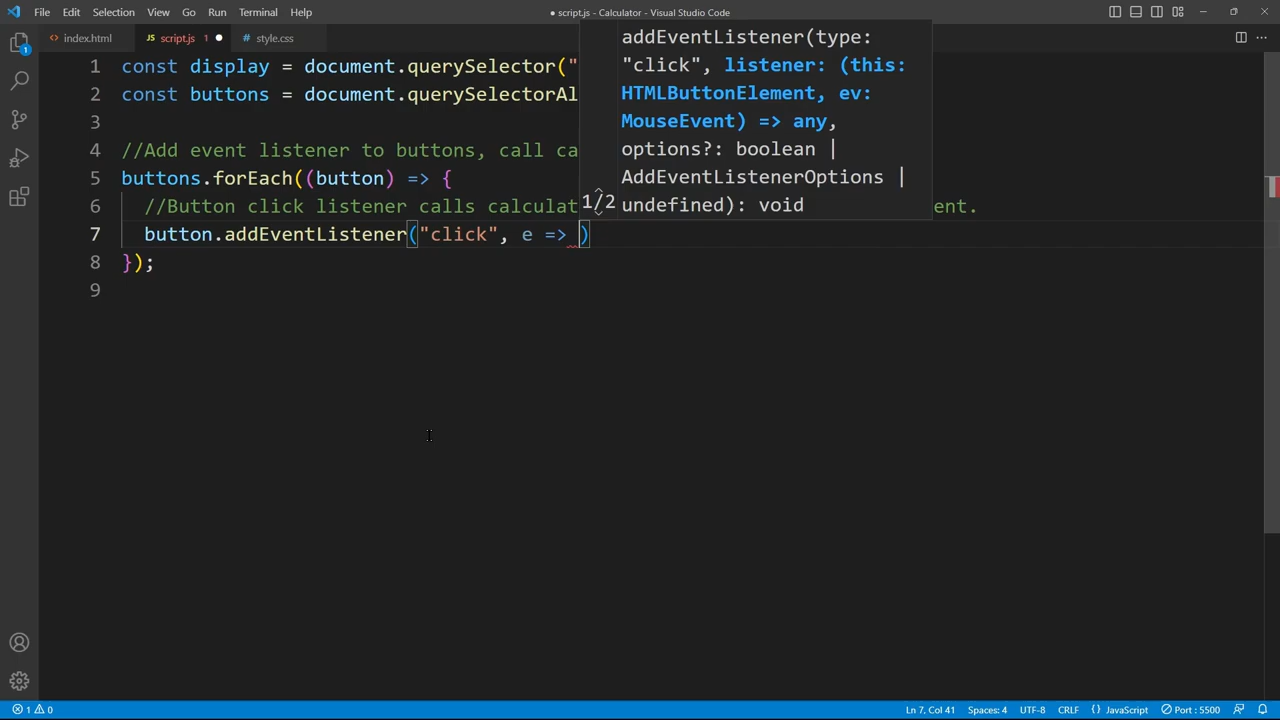 File Edit Selection View Go Run Terminal Help
● script.js - Calculator - Visual Studio Code
index.html
JS script.js 1 ●
style.css
1 const display = document.querySelector("
2 const buttons = document.querySelectorAl
3
4 //Add event listener to buttons, call ca
5 buttons.forEach((button) => {
6 //Button click listener calls calculat ent.
7 button.addEventListener("click", e => )
8 });
9
addEventListener(type:
"click", listener: (this:
HTMLButtonElement, ev:
MouseEvent) => any,
options?: boolean |
AddEventListenerOptions |
1/2 undefined): void
1
1 0
Ln 7, Col 41 Spaces: 4 UTF-8 CRLF {} JavaScript Port : 5500